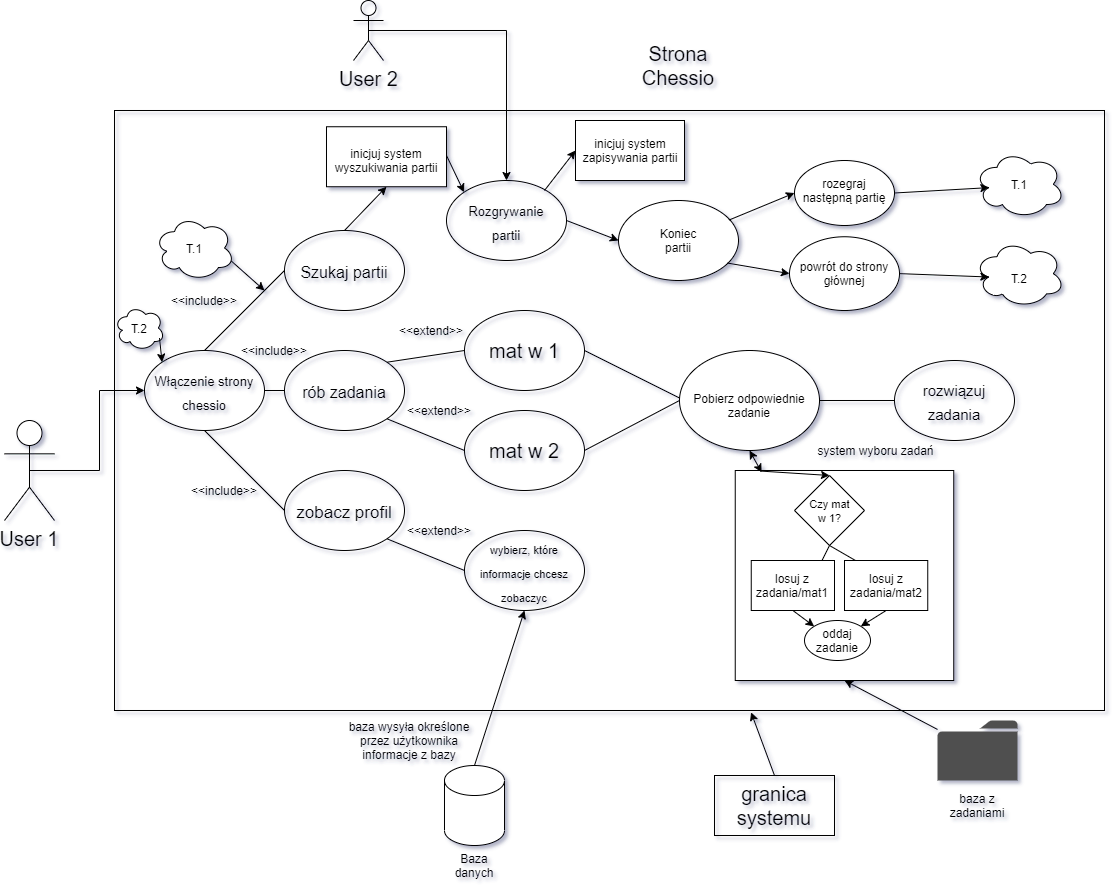 User 2
Strona
Chessio
inicjuj system
wyszukiwania partii
inicjuj system
zapisywania partii
Rozgrywanie
partii
rozegraj
następną partię
T.1
Koniec
partii
T.1
Szukaj partii
powrót do strony
głównej
T.2
<<include>>
T.2
<<include>>
<<extend>>
mat w 1
Włączenie strony
chessio
rób zadania
Pobierz odpowiednie
zadanie
rozwiązuj
zadania
<<extend>>
mat w 2
system wyboru zadań
User 1
<<include>>
zobacz profil
<<extend>>
Czy mat
w 1?
wybierz, które
informacje chcesz
zobaczyc
losuj z
zadania/mat1
losuj z
zadania/mat2
oddaj
zadanie
baza wysyła określone
przez użytkownika
informacje z bazy
granica
systemu
baza z
zadaniami
Baza
danych